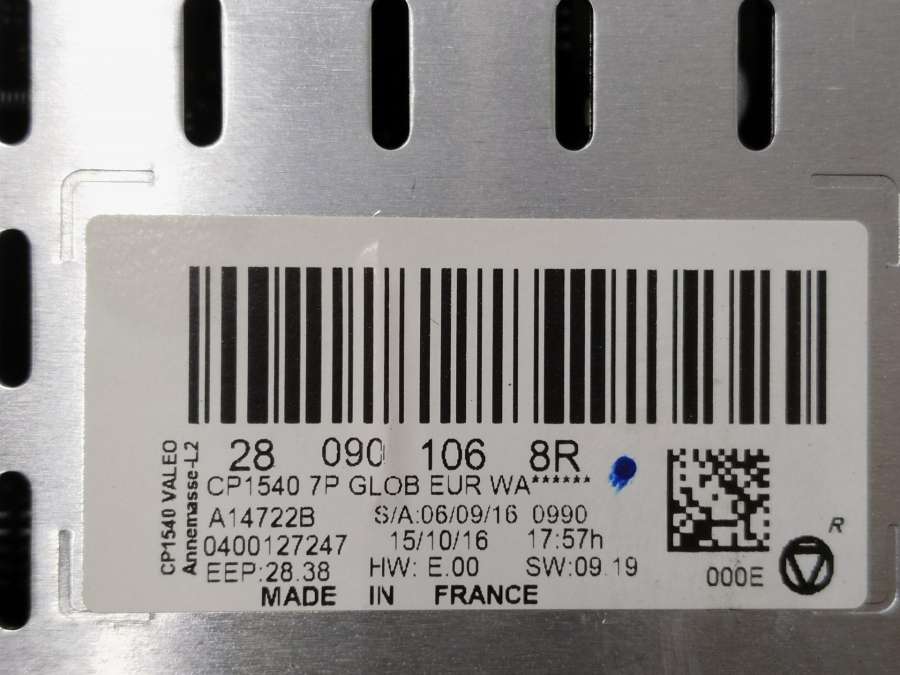 CP1540 VALEO
Annemasse-L2
28 090 106 8R
CP1540 7P GLOB EUR WA******
A14722B S/A:06/09/16 0990
0400127247 15/10/16 17:57h
EEP:28.38 HW: E.00 SW:09.19
MADE IN FRANCE
000E
R